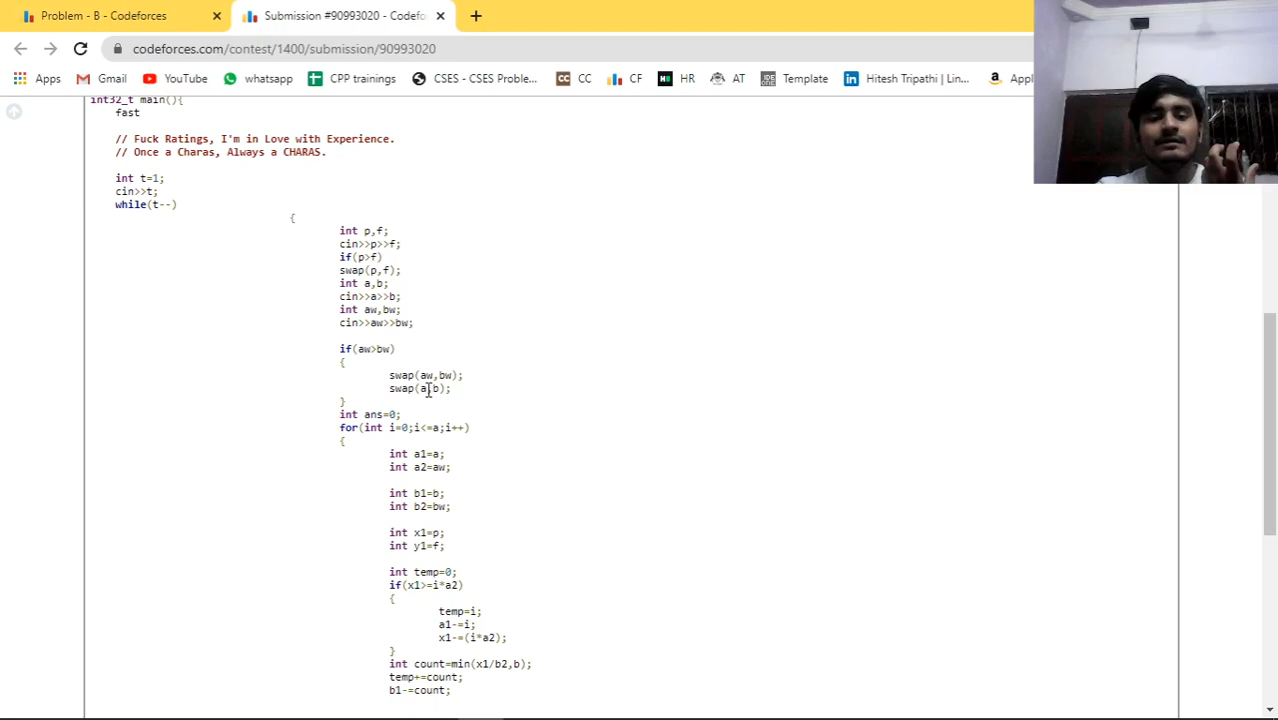 Problem - B - Codeforces
Submission #90993020 - Codefor
codeforces.com/contest/1400/submission/90993020
Apps
Gmail
YouTube
whatsapp
CPP trainings
CSES - CSES Proble...
CC
CC
CF
HR
AT
Template
Hitesh Tripathi | Lin...
Appl
int32_t main(){
fast
// Fuck Ratings, I'm in Love with Experience.
// Once a Charas, Always a CHARAS.
int t=1;
cin>>t;
while(t--)
{
int p,f;
cin>>p>>f;
if(p>f)
swap(p,f);
int a,b;
cin>>a>>b;
int aw,bw;
cin>>aw>>bw;
if(aw>bw)
{
swap(aw,bw);
swap(a,b);
}
int ans=0;
for(int i=0;i<=a;i++)
{
int a1=a;
int a2=aw;
int b1=b;
int b2=bw;
int x1=p;
int y1=f;
int temp=0;
if(x1>=i*a2)
{
temp=i;
a1-=i;
x1-=(i*a2);
}
int count=min(x1/b2,b);
temp+=count;
b1-=count;